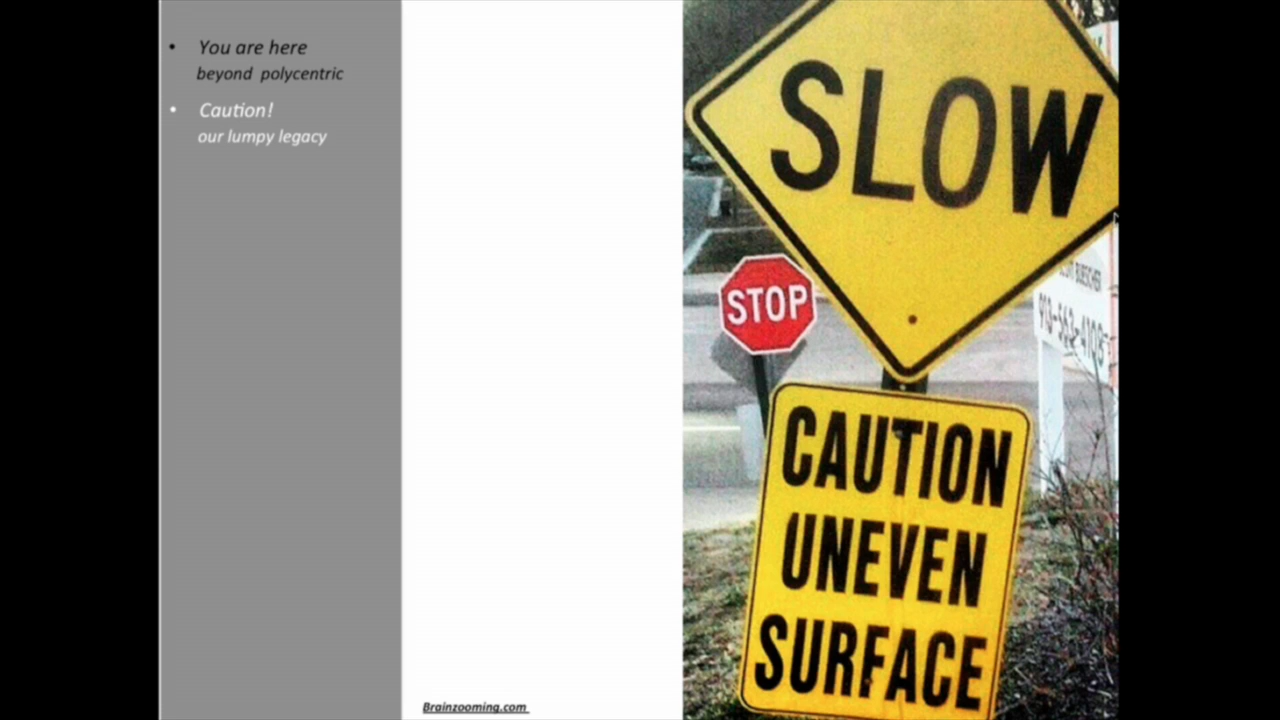 • You are here
beyond polycentric
• Caution!
our lumpy legacy
Brainzooming.com
SLOW
STOP
CAUTION
UNEVEN
SURFACE